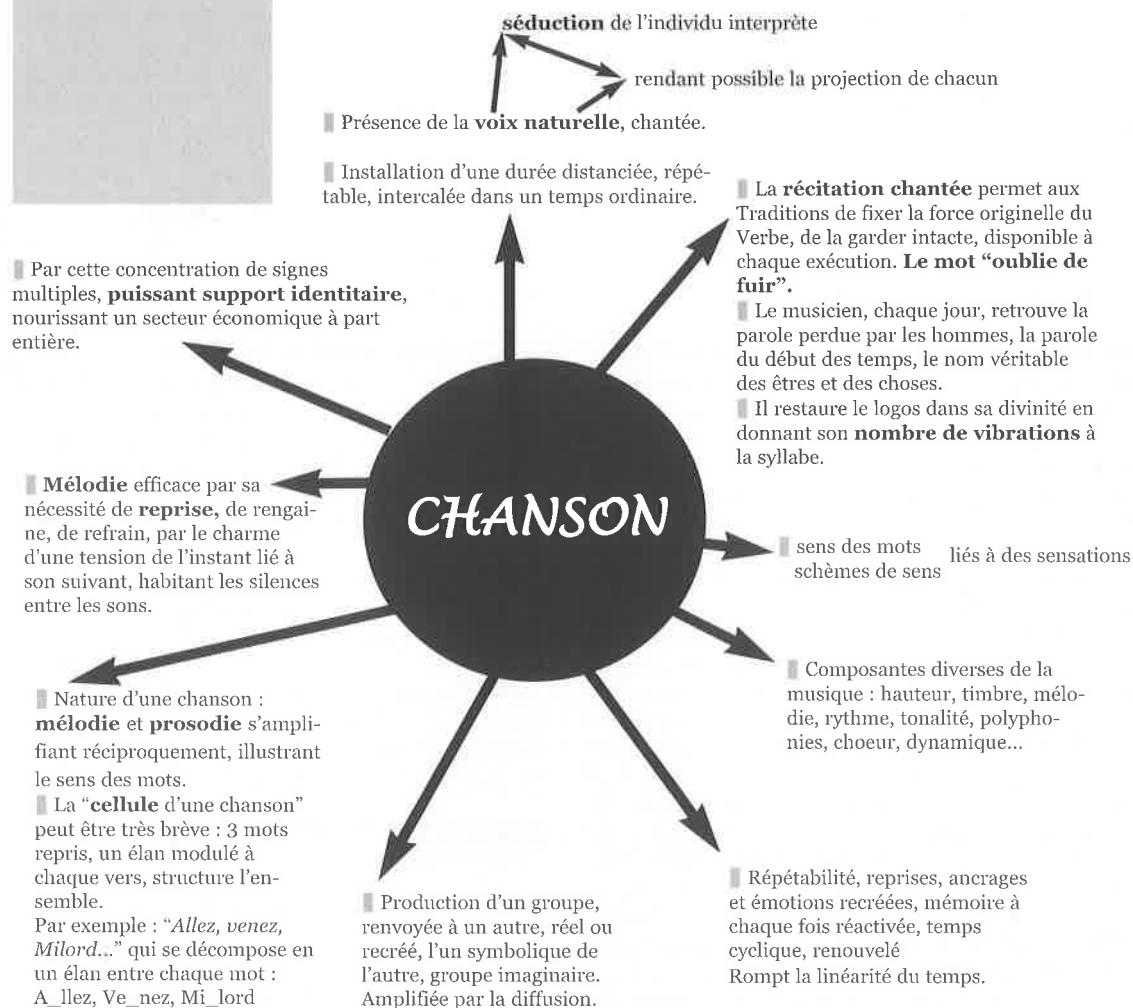 séduction de l'individu interprète
rendant possible la projection de chacun
Présence de la voix naturelle, chantée.
Installation d'une durée distanciée, répé-
table, intercalée dans un temps ordinaire.
La récitation chantée permet aux
Traditions de fixer la force originelle du
Verbe, de la garder intacte, disponible à
chaque exécution. Le mot “oublie de
fuir”.
Le musicien, chaque jour, retrouve la
parole perdue par les hommes, la parole
du début des temps, le nom véritable
des êtres et des choses.
Il restaure le logos dans sa divinité en
donnant son nombre de vibrations à
la syllabe.
Par cette concentration de signes
multiples, puissant support identitaire,
nourissant un secteur économique à part
entière.
Mélodie efficace par sa
nécessité de reprise, de rengai-
ne, de refrain, par le charme
d'une tension de l'instant lié à
son suivant, habitant les silences
entre les sons.
CHANSON
sens des mots
schèmes de sens
liés à des sensations
Composantes diverses de la
musique : hauteur, timbre, mélo-
die, rythme, tonalité, polypho-
nies, choeur, dynamique...
Nature d'une chanson :
mélodie et prosodie s'ampli-
fiant réciproquement, illustrant
le sens des mots.
La “cellule d'une chanson”
peut être très brève : 3 mots
repris, un élan modulé à
chaque vers, structure l'en-
semble.
Par exemple : “Allez, venez,
Milord...” qui se décompose en
un élan entre chaque mot :
A_llez, Ve_nez, Mi_lord
Production d'un groupe,
renvoyée à un autre, réel ou
recréé, l'un symbolique de
l'autre, groupe imaginaire.
Amplifiée par la diffusion.
Répétabilité, reprises, ancrages
et émotions recréées, mémoire à
chaque fois réactivée, temps
cyclique, renouvelé
Rompt la linéarité du temps.